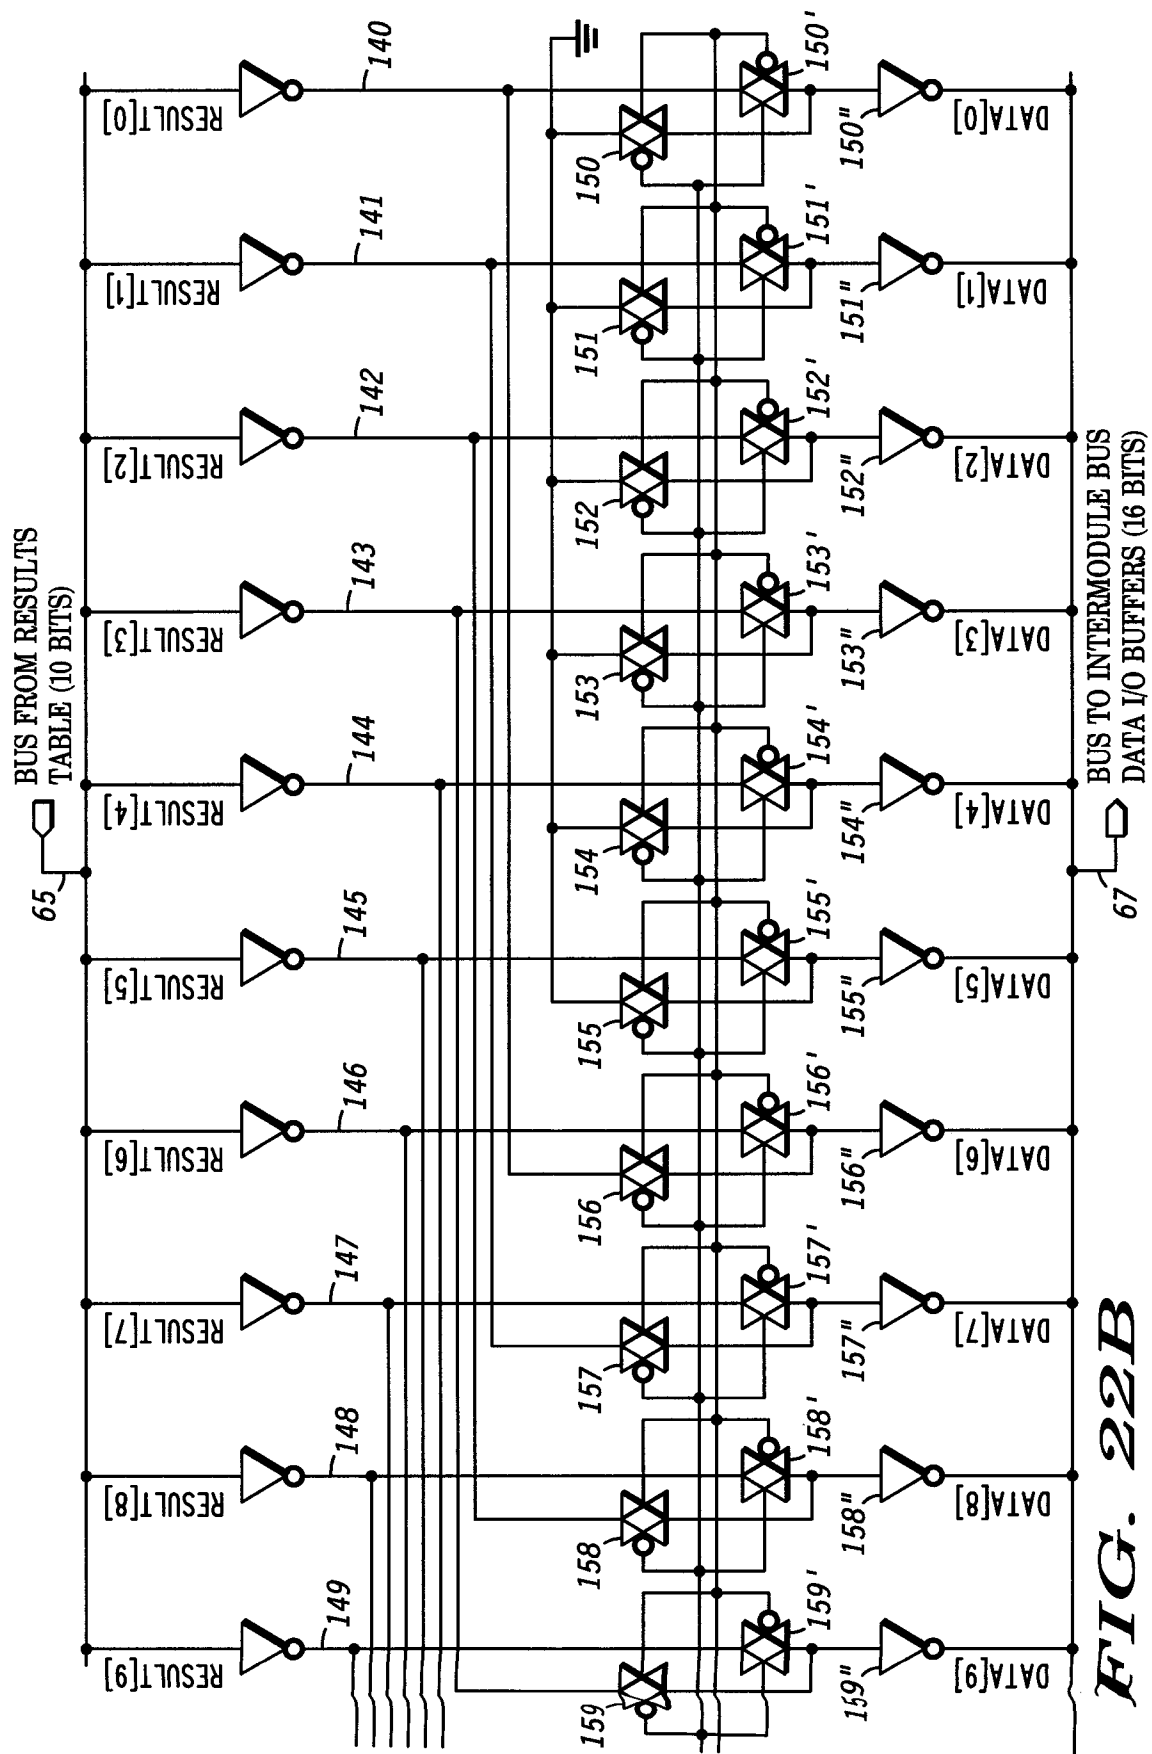 BUS FROM RESULTS
TABLE (10 BITS)
65
RESULT[9]
RESULT[8]
RESULT[7]
RESULT[6]
RESULT[5]
RESULT[4]
RESULT[3]
RESULT[2]
RESULT[1]
RESULT[0]
149
148
147
146
145
144
143
142
141
140
159
158
157
156
155
154
153
152
151
150
159'
158'
157'
156'
155'
154'
153'
152'
151'
150'
159"
158"
157"
156"
155"
154"
153"
152"
151"
150"
DATA[9]
DATA[8]
DATA[7]
DATA[6]
DATA[5]
DATA[4]
DATA[3]
DATA[2]
DATA[1]
DATA[0]
67
BUS TO INTERMODULE BUS
DATA I/O BUFFERS (16 BITS)
FIG. 22B